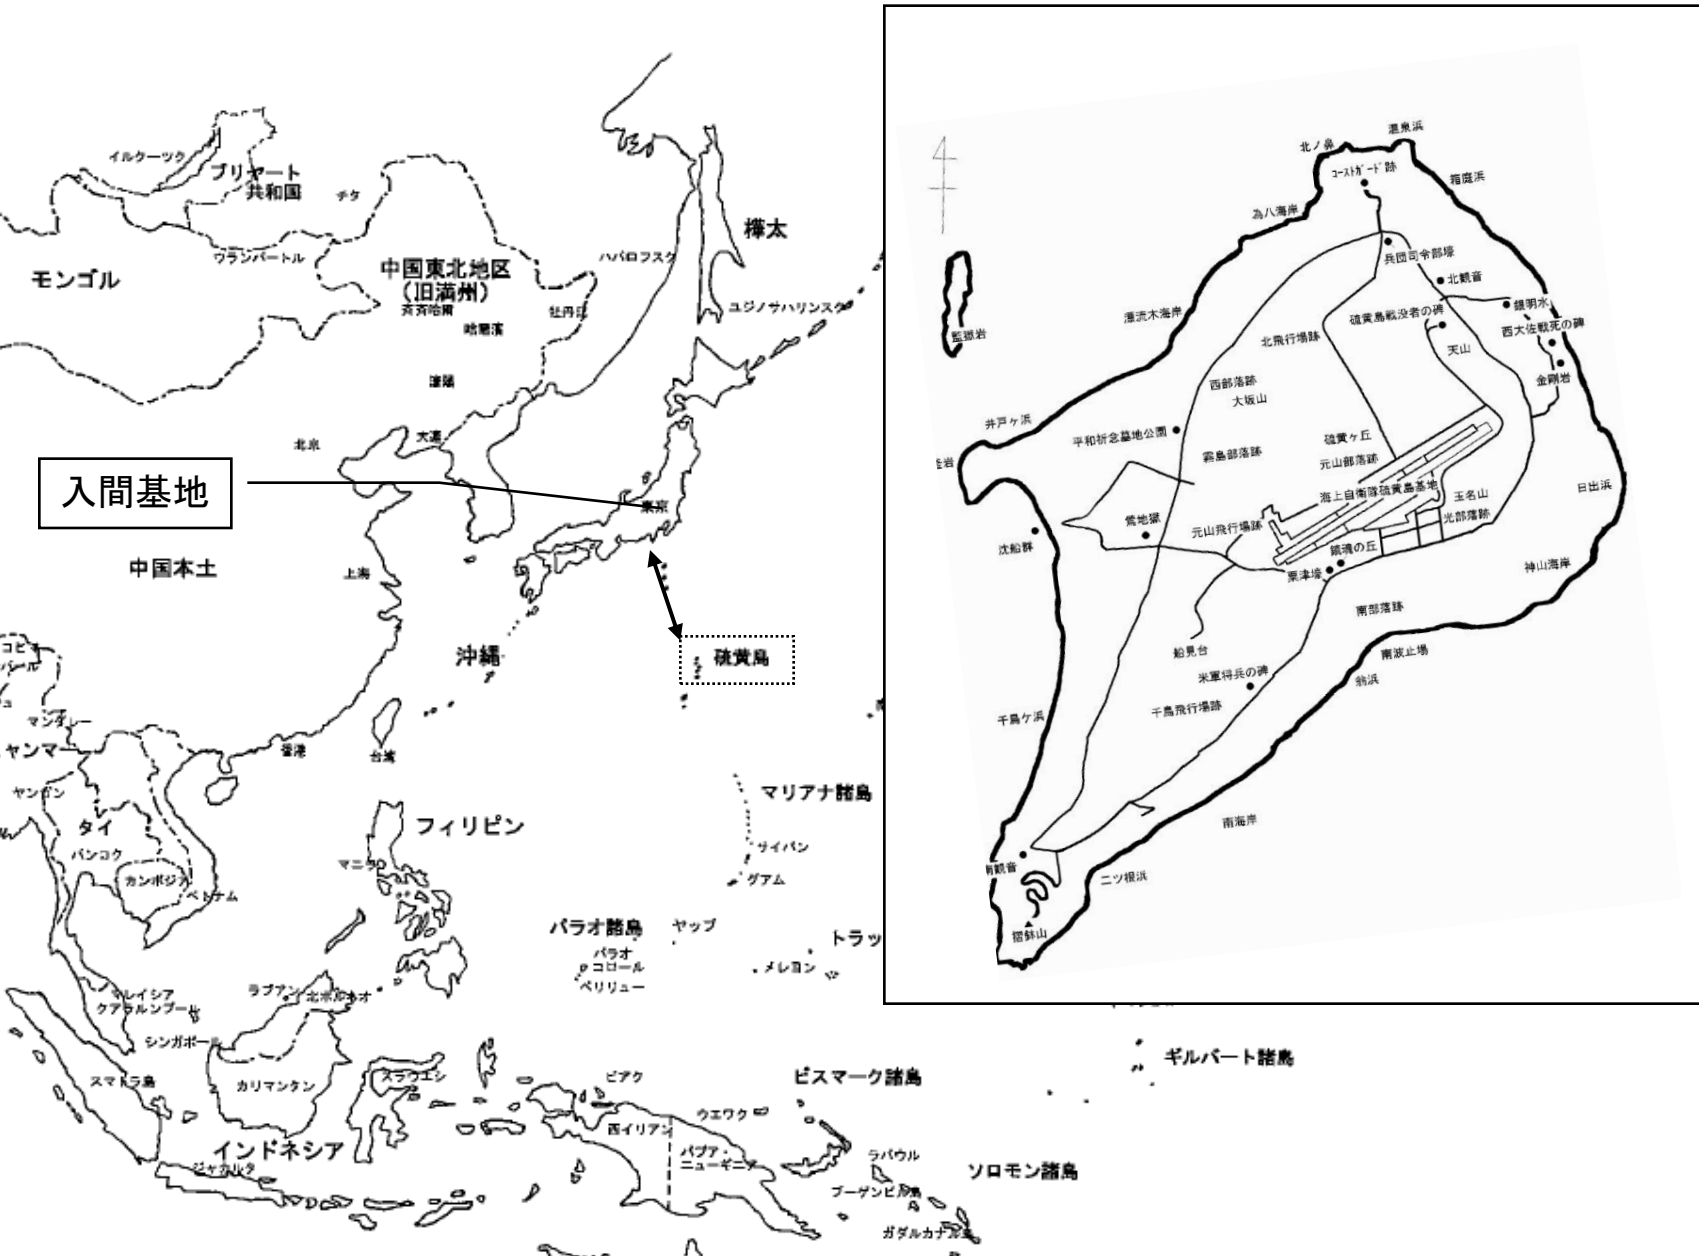 イルクーツク
ブリヤート
共和国
チタ
樺太
モンゴル
ウランバートル
中国東北地区
(旧満州)
ハバロフスク
斉斉哈爾
哈爾濱
牡丹江
ユジノサハリンスク
瀋陽
北京
大連
入間基地
東京
中国本土
上海
沖縄
硫黄島
マンダレー
ヤンマー
香港
台湾
ヤンゴン
マリアナ諸島
タイ
フィリピン
バンコク
マニラ
サイパン
カンボジア
グアム
ベトナム
パラオ諸島
ヤップ
トラッ
パラオ
コロール
ペリリュー
メレヨン
マレイシア
クアラルンプール
ラブアン
北ボルネオ
シンガポール
ギルバート諸島
スマトラ島
カリマンタン
スラウエシ
ビアク
ビスマーク諸島
ウエワク
西イリアン
インドネシア
ジャカルタ
パプア・
ニューギニア
ラバウル
ソロモン諸島
ブーゲンビル島
ガダルカナル島
温泉浜
北ノ鼻
コーストガード跡
箱庭浜
為八海岸
兵団司令部壕
北観音
監獄岩
漂流木海岸
硫黄島戦没者の碑
銀明水
西大佐戦死の碑
北飛行場跡
天山
金剛岩
西部落跡
大坂山
井戸ヶ浜
平和祈念墓地公園
硫黄ヶ丘
霧島部落跡
元山部落跡
釜岩
海上自衛隊硫黄島基地
玉名山
日出浜
鶯地獄
元山飛行場跡
光部落跡
沈船群
鎮魂の丘
粟津壕
神山海岸
南部落跡
船見台
南波止場
米軍将兵の碑
翁浜
千鳥ヶ浜
千鳥飛行場跡
南海岸
南観音
二ツ根浜
摺鉢山